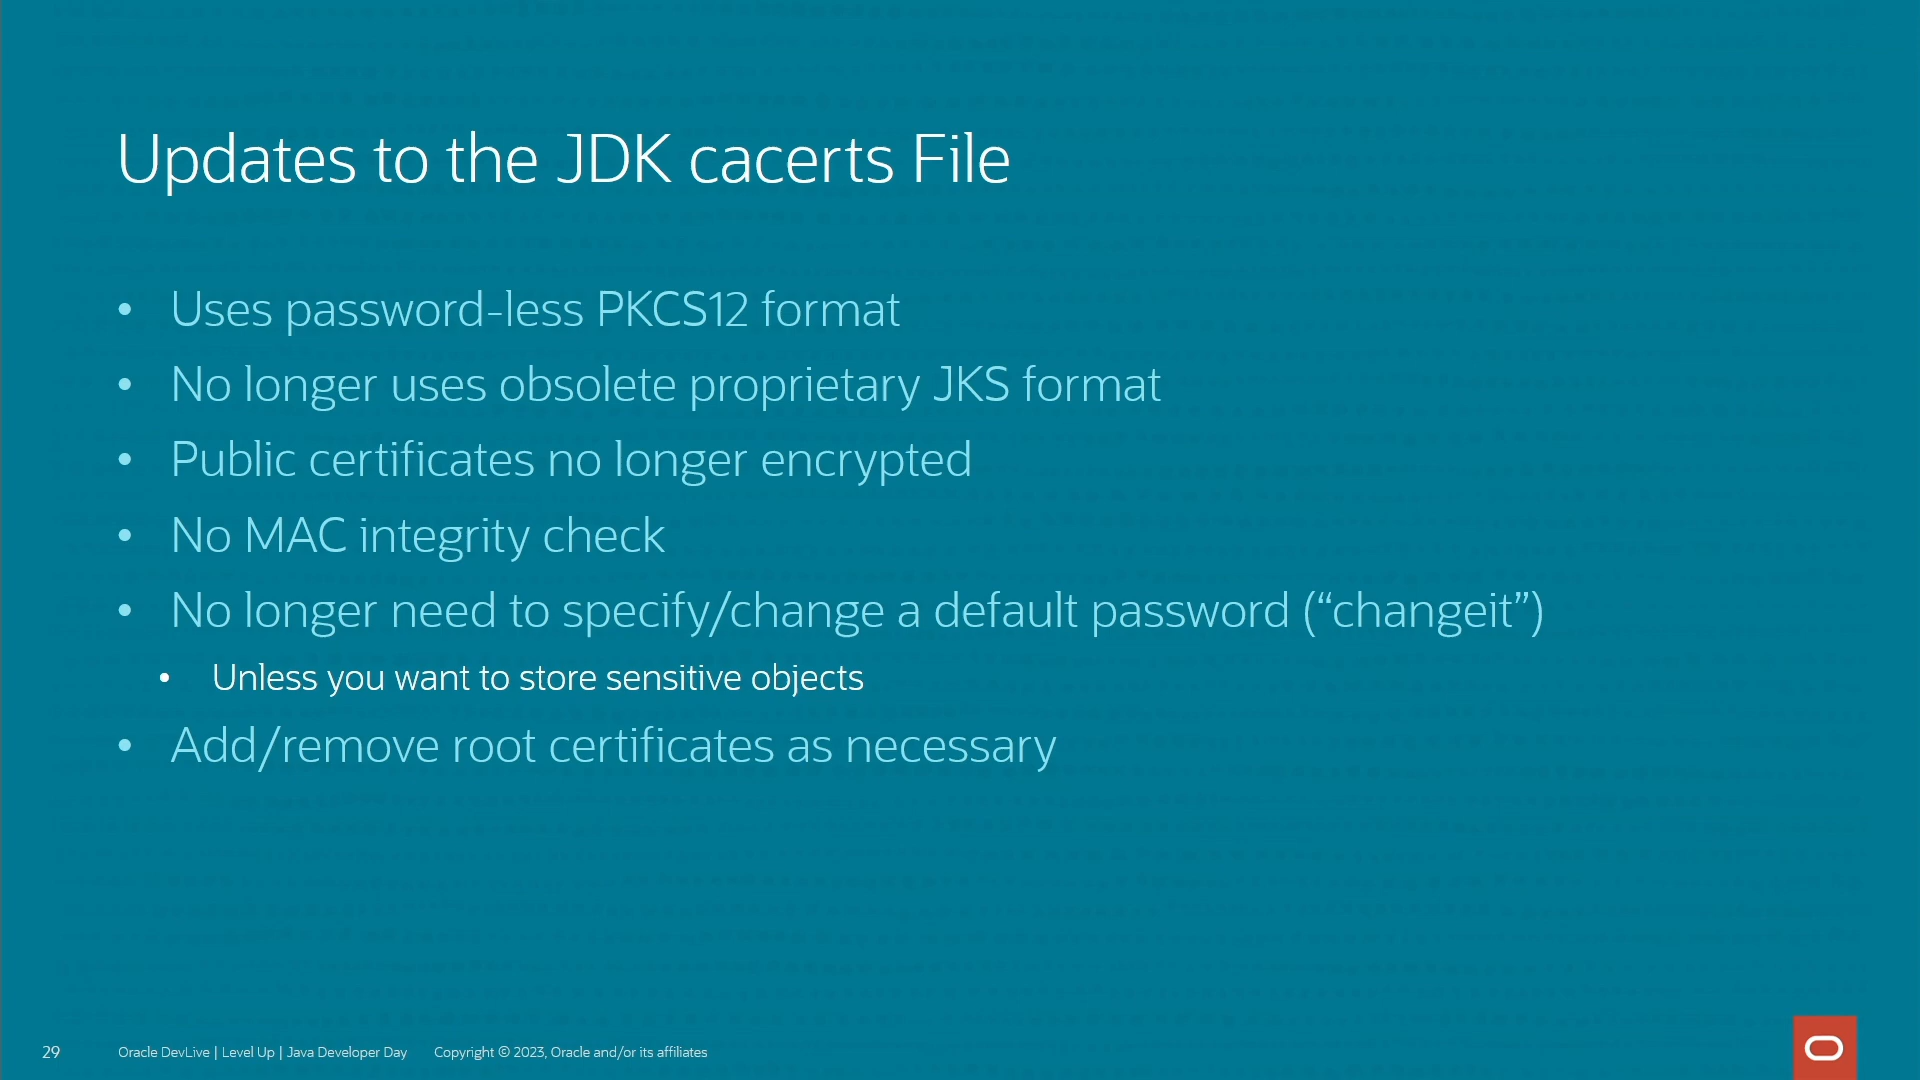 Updates to the JDK cacerts File
• Uses password-less PKCS12 format
• No longer uses obsolete proprietary JKS format
• Public certificates no longer encrypted
• No MAC integrity check
• No longer need to specify/change a default password (“changeit”)
• Unless you want to store sensitive objects
• Add/remove root certificates as necessary
29 Oracle DevLive | Level Up | Java Developer Day Copyright © 2023, Oracle and/or its affiliates